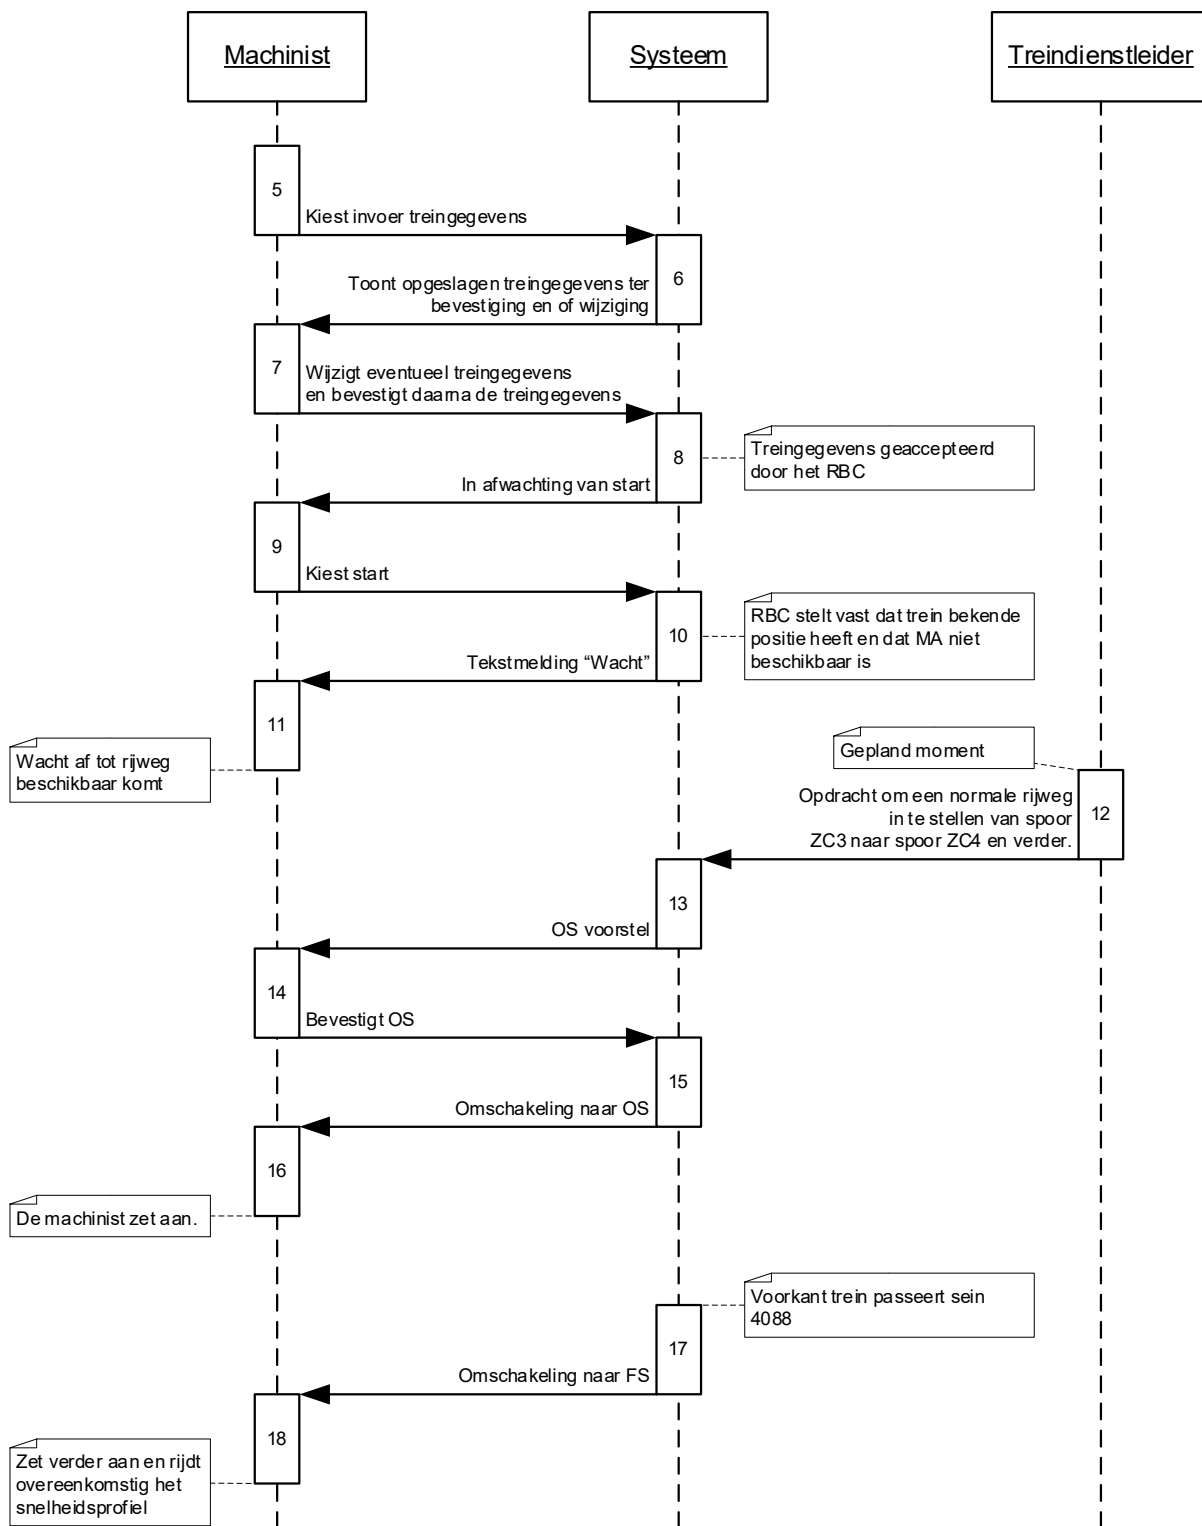 Machinist
Systeem
Treindienstleider
5
Kiest invoer treingegevens
6
Toont opgeslagen treingegevens ter
bevestiging en of wijziging
7
Wijzigt eventueel treingegevens
en bevestigt daarna de treingegevens
8
Treingegevens geaccepteerd
door het RBC
In afwachting van start
9
Kiest start
10
RBC stelt vast dat trein bekende
positie heeft en dat MA niet
beschikbaar is
Tekstmelding “Wacht”
11
Wacht af tot rijweg
beschikbaar komt
Gepland moment
12
Opdracht om een normale rijweg
in te stellen van spoor
ZC3 naar spoor ZC4 en verder.
13
OS voorstel
14
Bevestigt OS
15
Omschakeling naar OS
16
De machinist zet aan.
Voorkant trein passeert sein
4088
17
Omschakeling naar FS
18
Zet verder aan en rijdt
overeenkomstig het
snelheidsprofiel